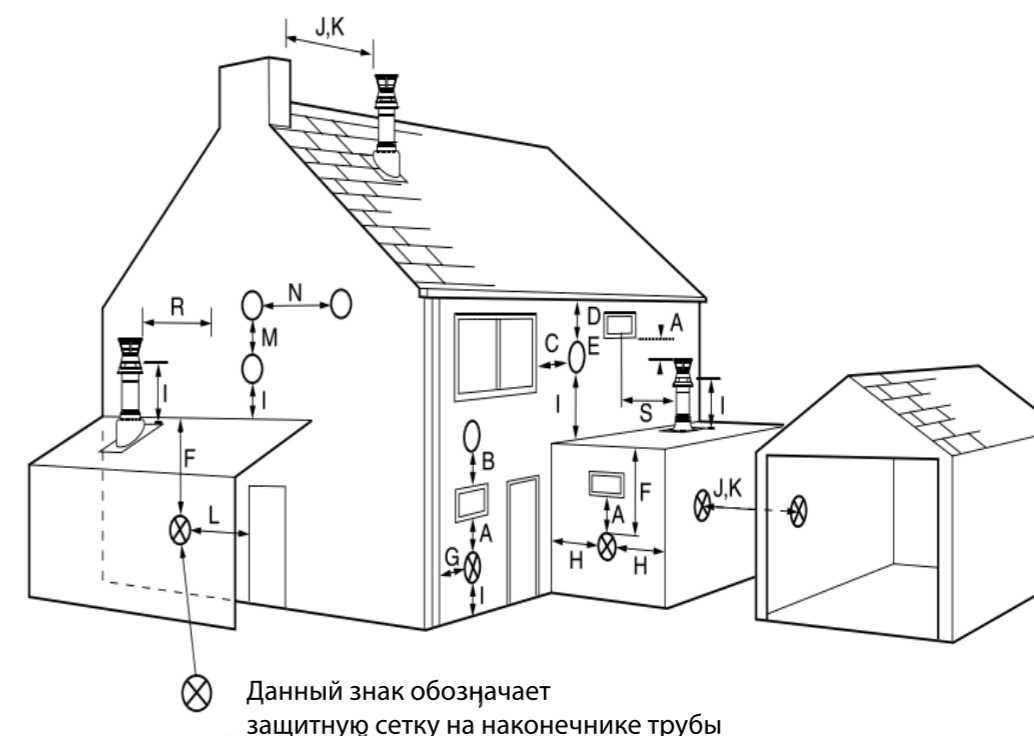 J,K
N
R
M
D
A
C
E
I
I
I
S
I
F
B
F
J,K
L
A
A
G
H
H
I
Данный знак обозначает
защитную сетку на наконечнике трубы